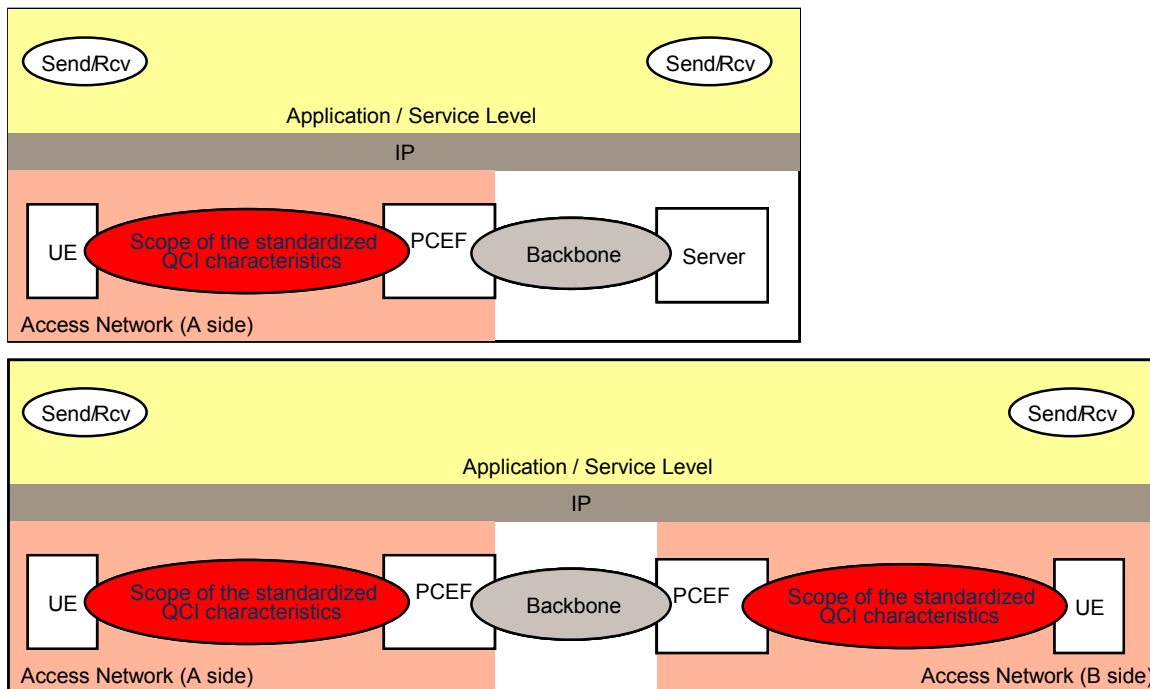 Send/Rcv
Send/Rcv
Application / Service Level
IP
UE
Scope of the standardized
QCI characteristics
PCEF
Backbone
Server
Access Network (A side)
Send/Rcv
Send/Rcv
Application / Service Level
IP
UE
Scope of the standardized
QCI characteristics
PCEF
Backbone
PCEF
Scope of the standardized
QCI characteristics
UE
Access Network (A side)
Access Network (B side)